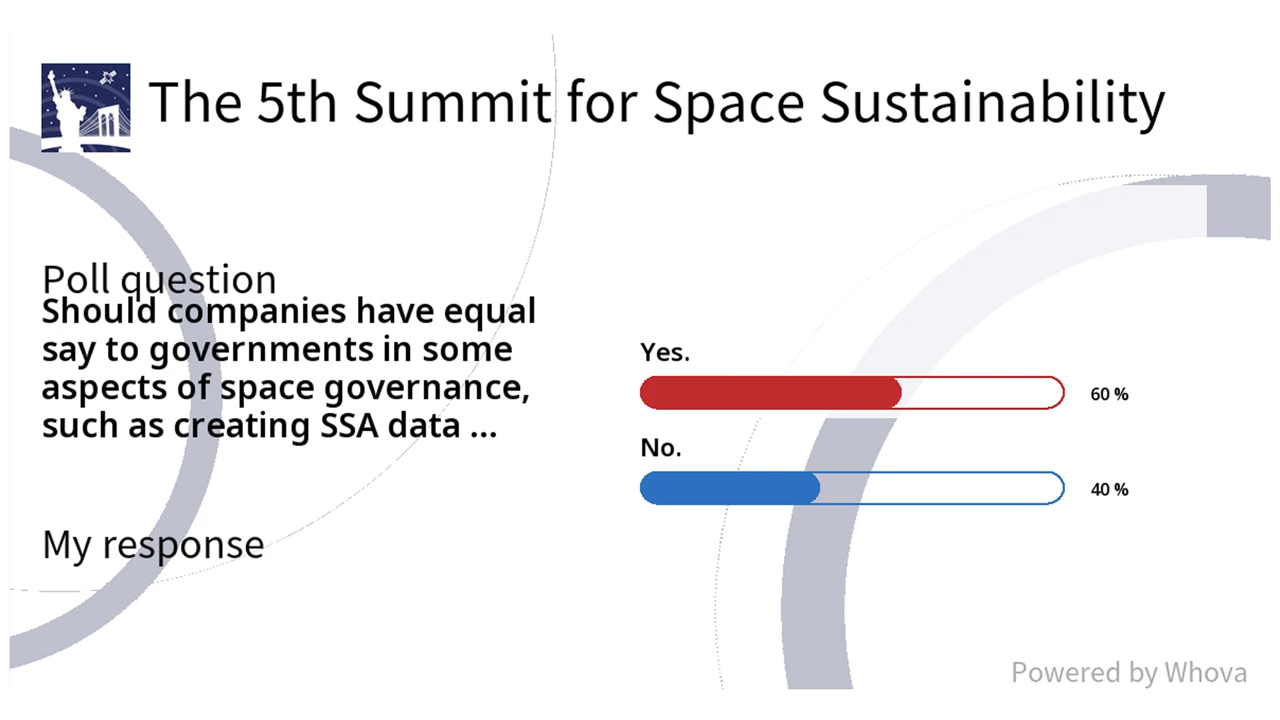 The 5th Summit for Space Sustainability
Poll question
Should companies have equal
say to governments in some
aspects of space governance,
such as creating SSA data ...
Yes.
60 %
No.
40 %
My response
Powered by Whova